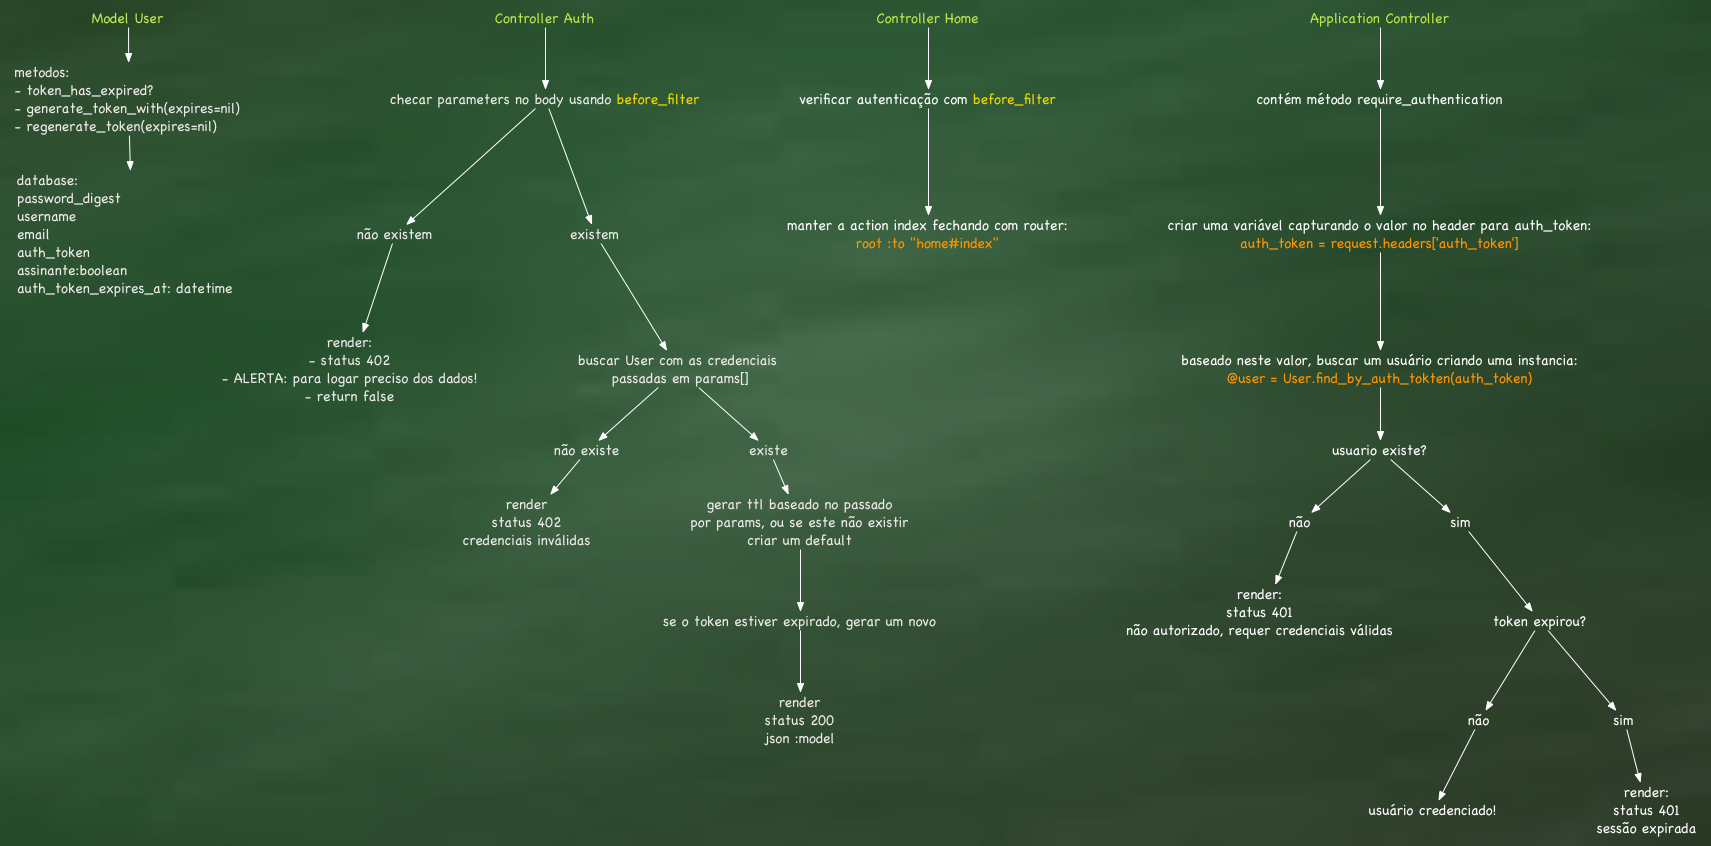 Model User
metodos:
- token_has_expired?
- generate_token_with(expires=nil)
- regenerate_token(expires=nil)
database:
password_digest
username
email
auth_token
assinante:boolean
auth_token_expires_at: datetime
Controller Auth
checar parameters no body usando before_filter
não existem
existem
render:
- status 402
- ALERTA: para logar preciso dos dados!
- return false
buscar User com as credenciais
passadas em params[]
não existe
existe
render
status 402
credenciais inválidas
gerar ttl baseado no passado
por params, ou se este não existir
criar um default
se o token estiver expirado, gerar um novo
render
status 200
json :model
Controller Home
verificar autenticação com before_filter
manter a action index fechando com router:
root :to "home#index"
Application Controller
contém método require_authentication
criar uma variável capturando o valor no header para auth_token:
auth_token = request.headers['auth_token']
baseado neste valor, buscar um usuário criando uma instancia:
@user = User.find_by_auth_tokten(auth_token)
usuario existe?
não
sim
render:
status 401
não autorizado, requer credenciais válidas
token expirou?
não
sim
usuário credenciado!
render:
status 401
sessão expirada